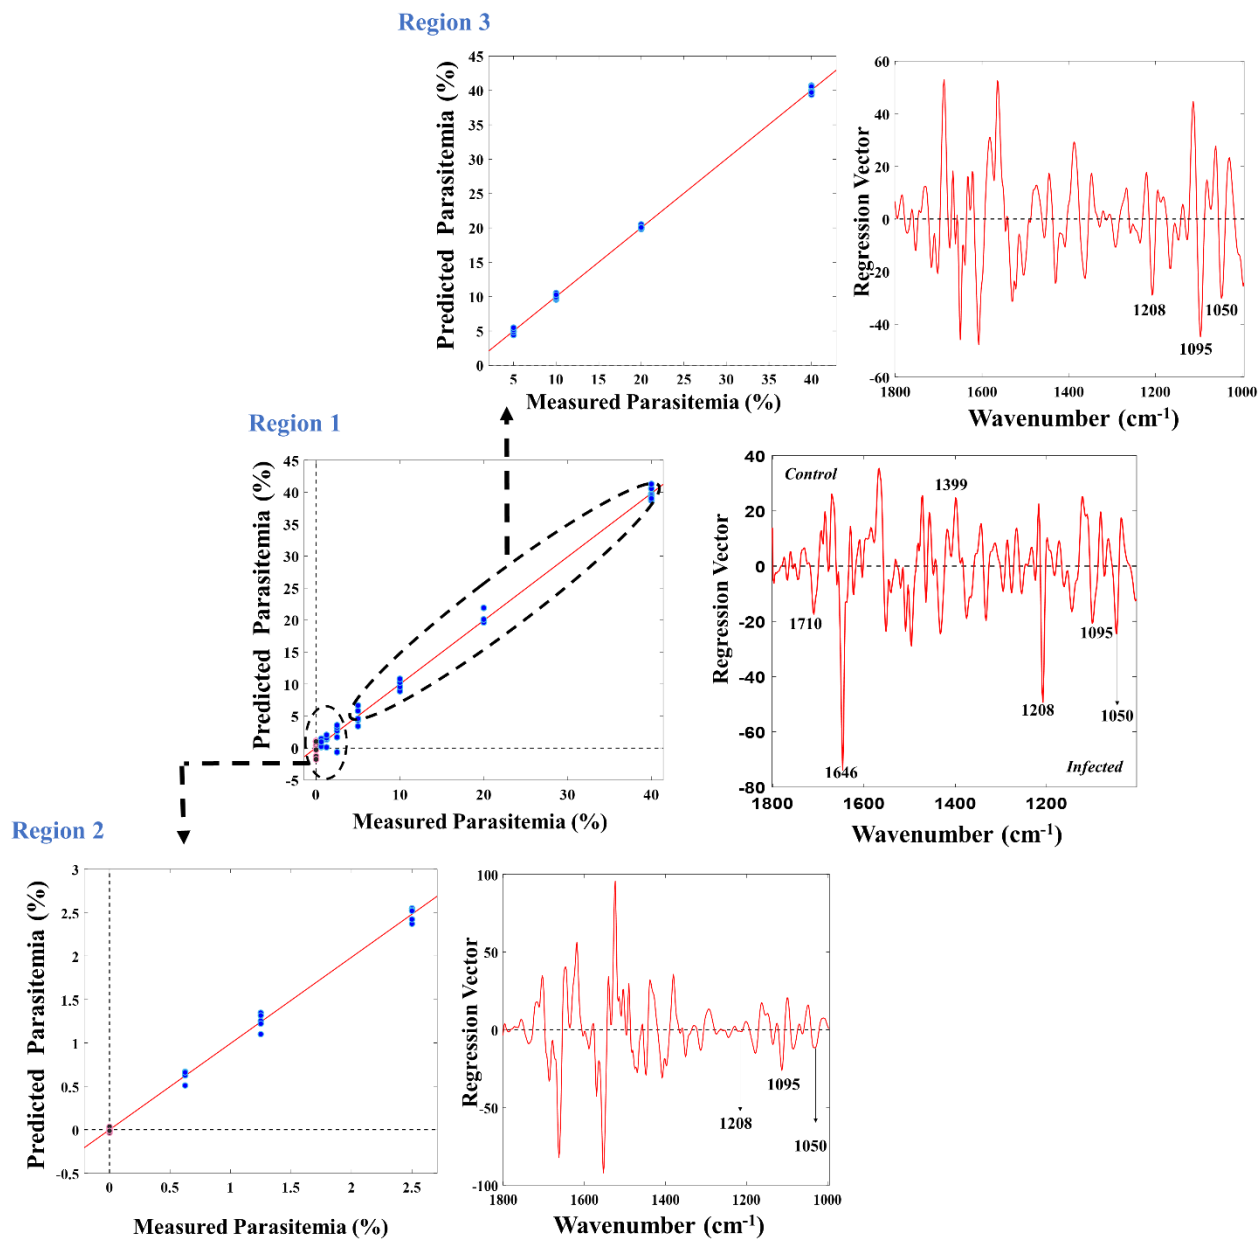 Region 3
Predicted Parasitemia (%)
45
40
35
30
25
20
15
10
5
0
5 10 15 20 25 30 35 40
Measured Parasitemia (%)
Regression Vector
60
40
20
0
-20
-40
-60
1208
1050
1095
1800 1600 1400 1200 1000
Wavenumber (cm⁻¹)
Region 1
Predicted Parasitemia (%)
45
40
35
30
25
20
15
10
5
0
-5
0 10 20 30 40
Measured Parasitemia (%)
Regression Vector
40
20
0
-20
-40
-60
-80
Control
1399
1710
1095
1208
1050
1646
Infected
1800 1600 1400 1200
Wavenumber (cm⁻¹)
Region 2
Predicted Parasitemia (%)
3
2.5
2
1.5
1
0.5
0
-0.5
0 0.5 1 1.5 2 2.5
Measured Parasitemia (%)
Regression Vector
100
50
0
-50
-100
1095
1208
1050
1800 1600 1400 1200 1000
Wavenumber (cm⁻¹)